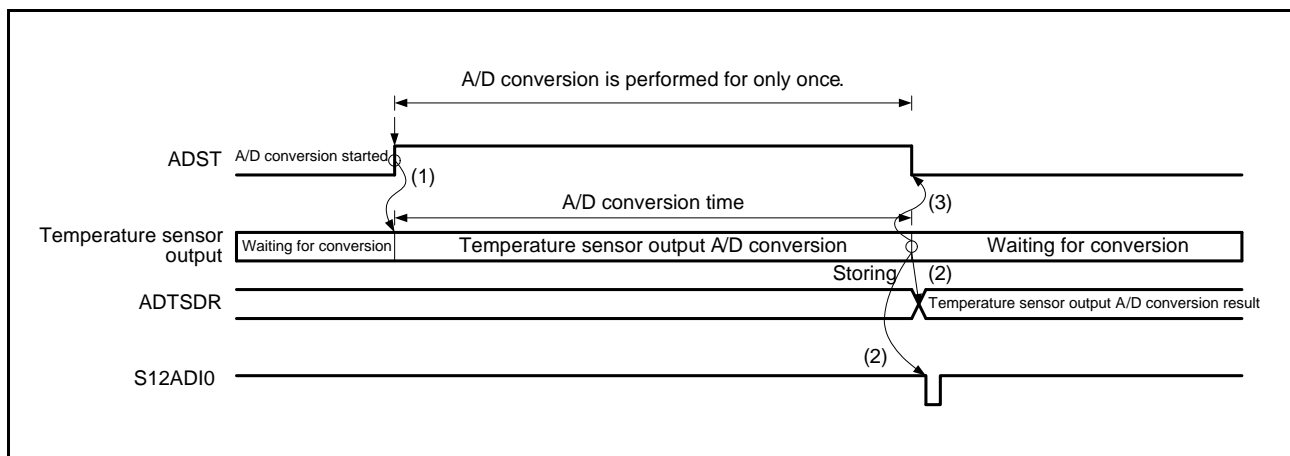 A/D conversion is performed for only once.
ADST
A/D conversion started
(1)
(3)
A/D conversion time
Temperature sensor
output
Waiting for conversion
Temperature sensor output A/D conversion
Waiting for conversion
Storing
(2)
ADTSDR
Temperature sensor output A/D conversion result
(2)
S12ADI0